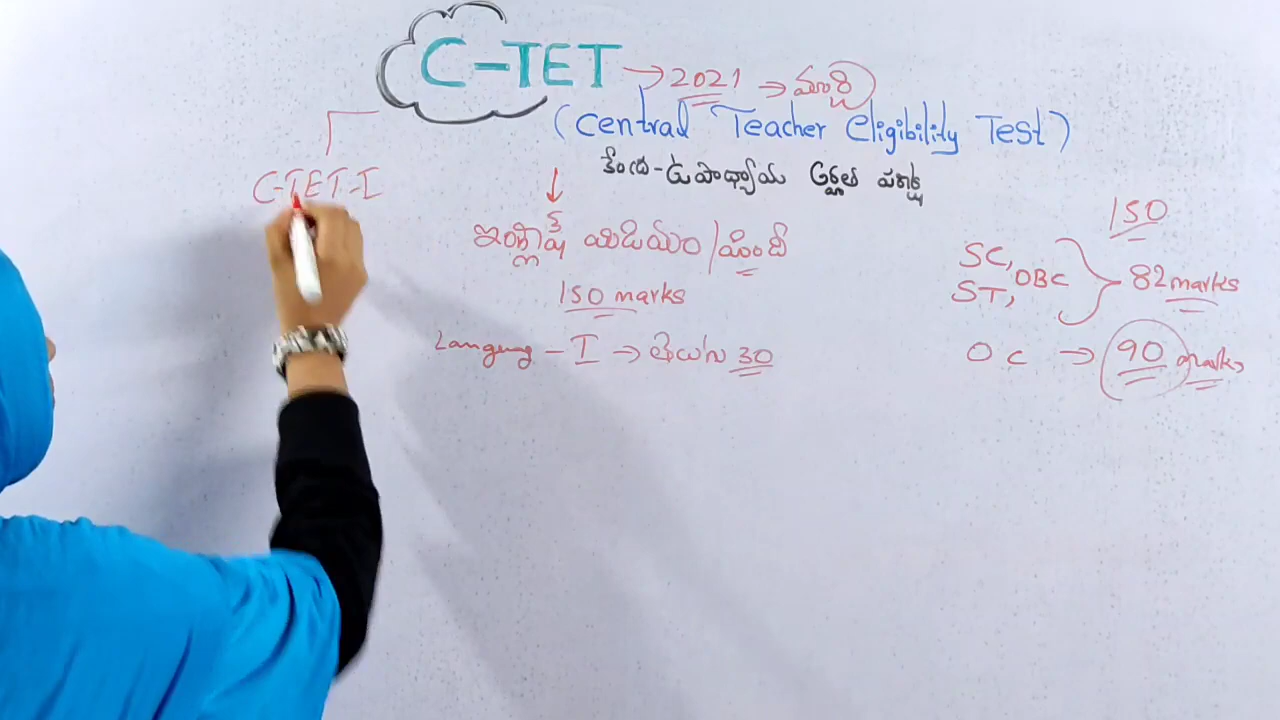 C-TET → 2021 → మార్చి
(Central Teacher Eligibility Test)
కేంద్ర-ఉపాధ్యాయ అర్హత పరీక్ష
C-TET-I
↓
ఇంగ్లీష్ మిడియం/హిందీ
150 marks
Langeug - I → తెలుగు 30
150
SC, OBC
ST,
82 marks
OC → 90 marks